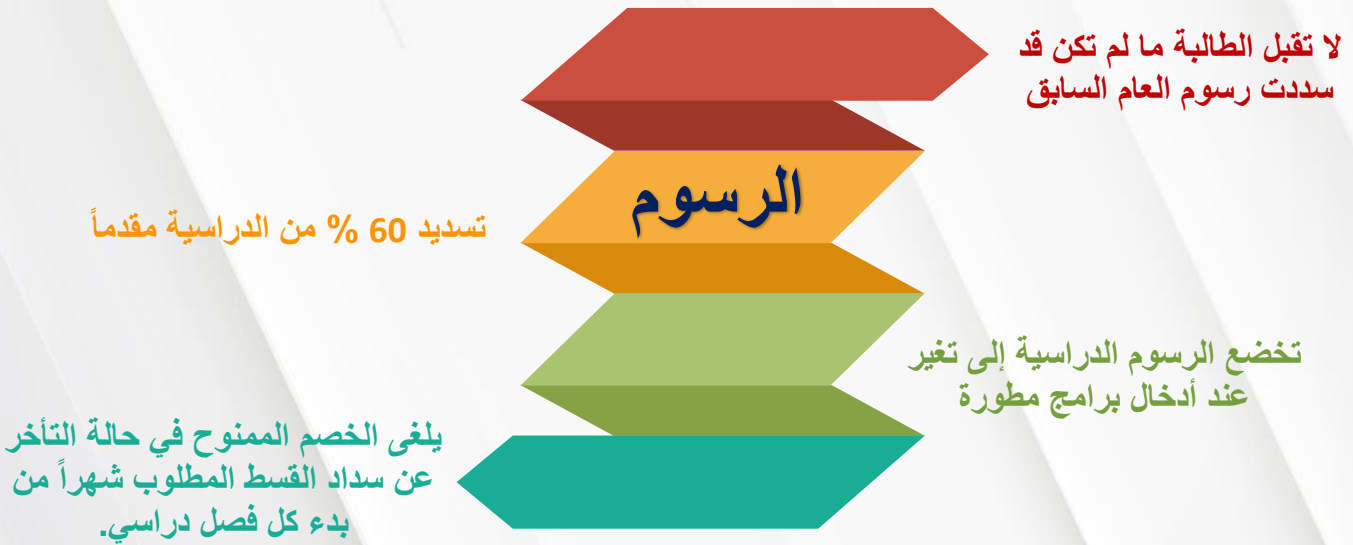 لا تقبل الطالبة ما لم تكن قد
سددت رسوم العام السابق
الرسوم
تسديد 60 % من الدراسية مقدماً
تخضع الرسوم الدراسية إلى تغير
عند أدخال برامج مطورة
يلغى الخصم الممنوح في حالة التأخر
عن سداد القسط المطلوب شهراً من
بدء كل فصل دراسي.